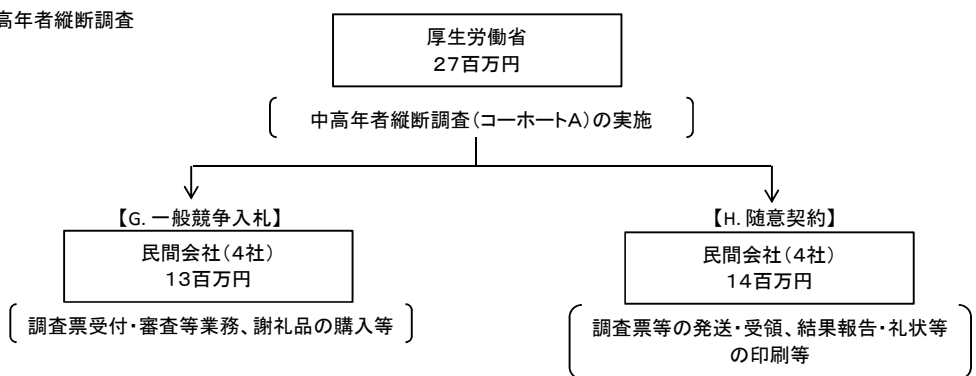 高年者縦断調査
厚生労働省
27百万円
中高年者縦断調査(コーホートA)の実施
【G. 一般競争入札】
民間会社(4社)
13百万円
調査票受付・審査等業務、謝礼品の購入等
【H. 随意契約】
民間会社(4社)
14百万円
調査票等の発送・受領、結果報告・礼状等
の印刷等